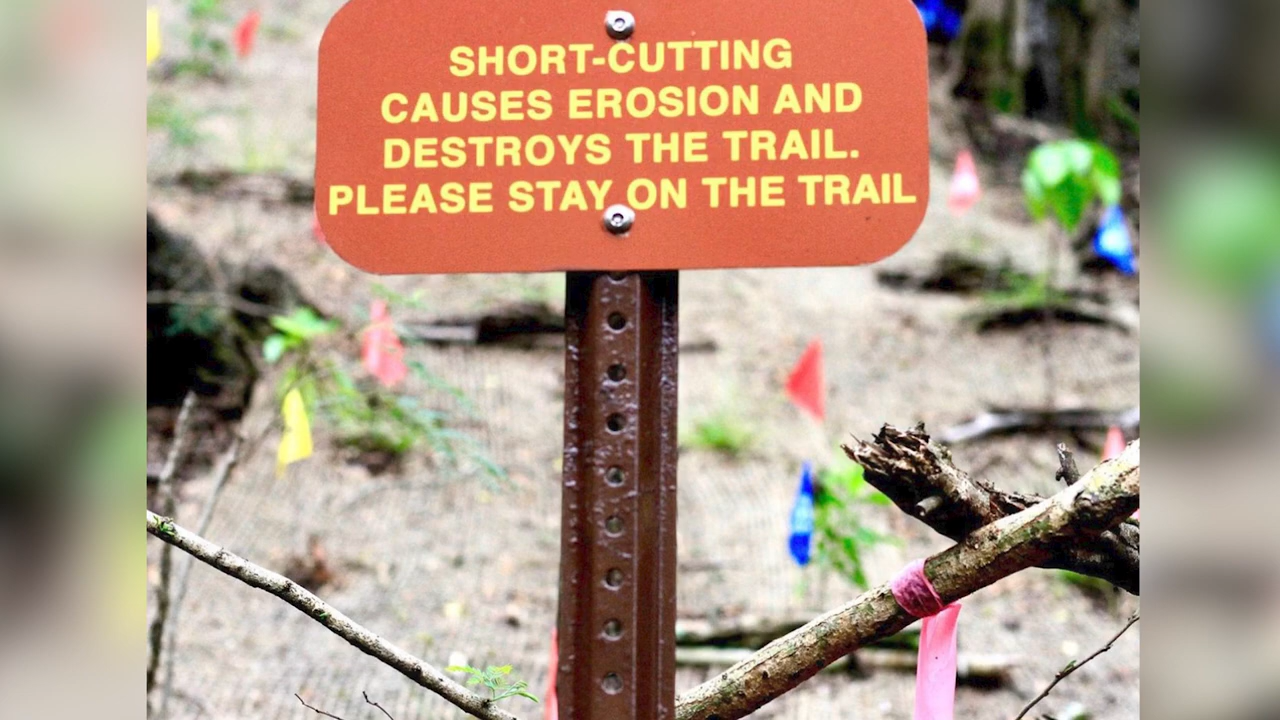 SHORT-CUTTING
CAUSES EROSION AND
DESTROYS THE TRAIL.
PLEASE STAY ON THE TRAIL